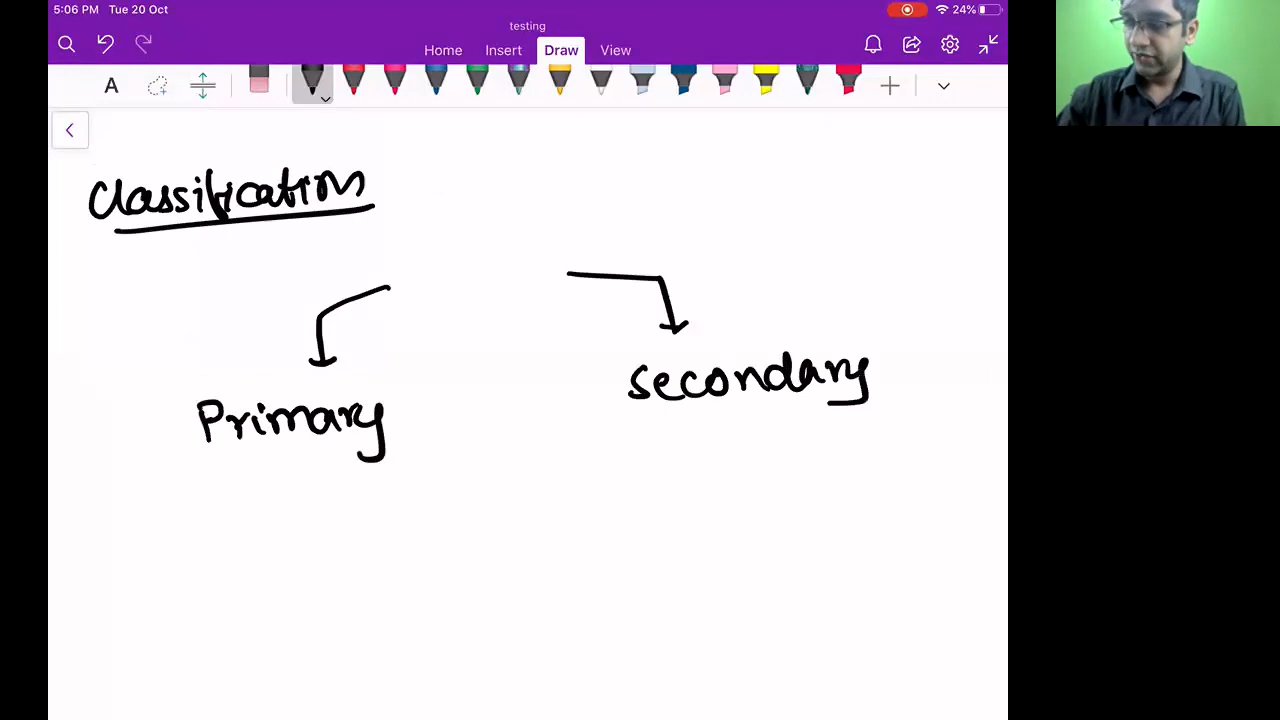 5:06 PM Tue 20 Oct
24%
testing
Home Insert Draw View
A
Classification
Primary
Secondary